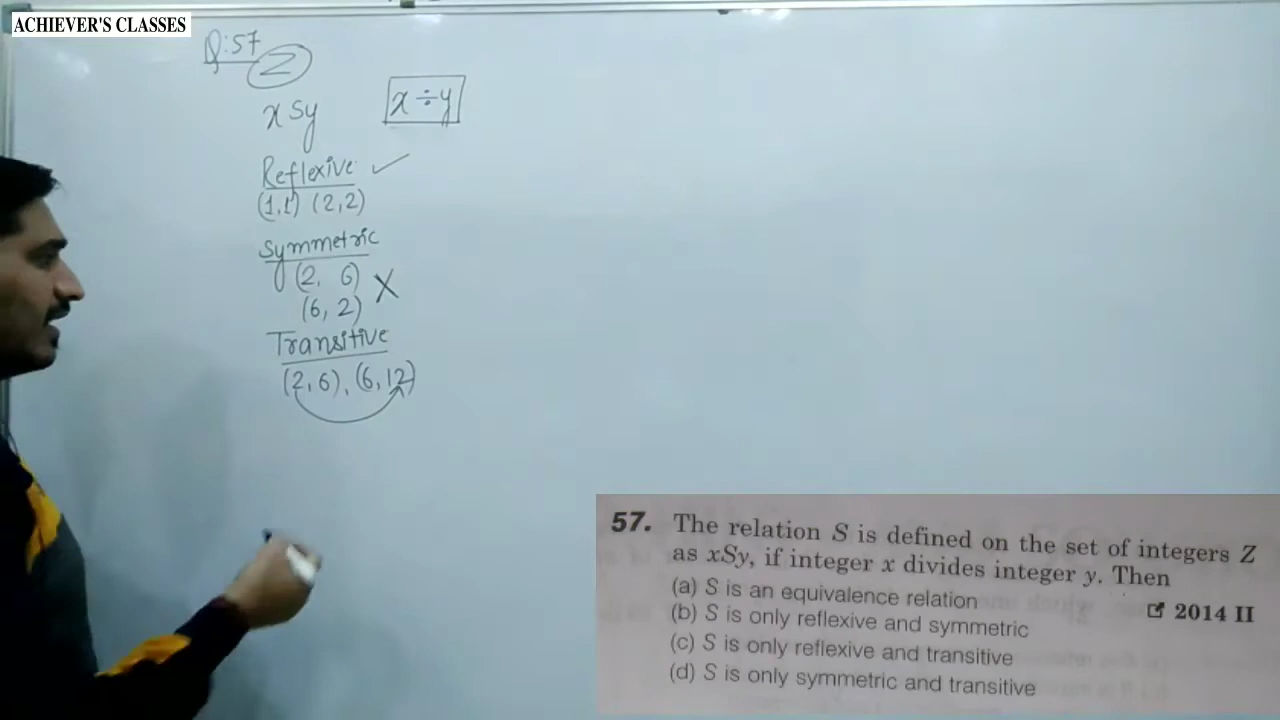 ACHIEVER'S CLASSES
Q:57
Z
x Sy
x ÷ y
Reflexive ✓
(1,1) (2,2)
Symmetric
(2, 6) X
(6, 2)
Transitive
(2,6), (6,12)
57. The relation S is defined on the set of integers Z
as xSy, if integer x divides integer y. Then
(a) S is an equivalence relation
2014 II
(b) S is only reflexive and symmetric
(c) S is only reflexive and transitive
(d) S is only symmetric and transitive